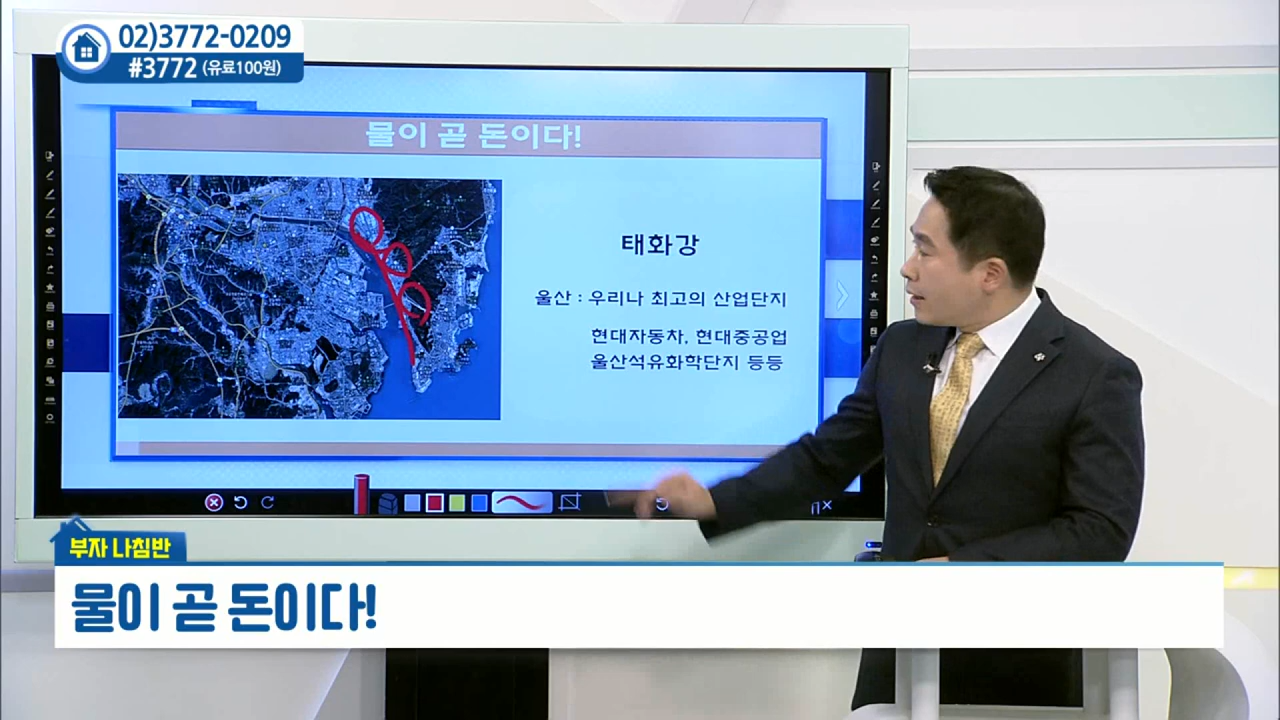 02)3772-0209
#3772 (유료100원)
물이 곧 돈이다!
태화강
울산 : 우리나 최고의 산업단지
현대자동차, 현대중공업
울산석유화학단지 등등
부자 나침반
물이 곧 돈이다!